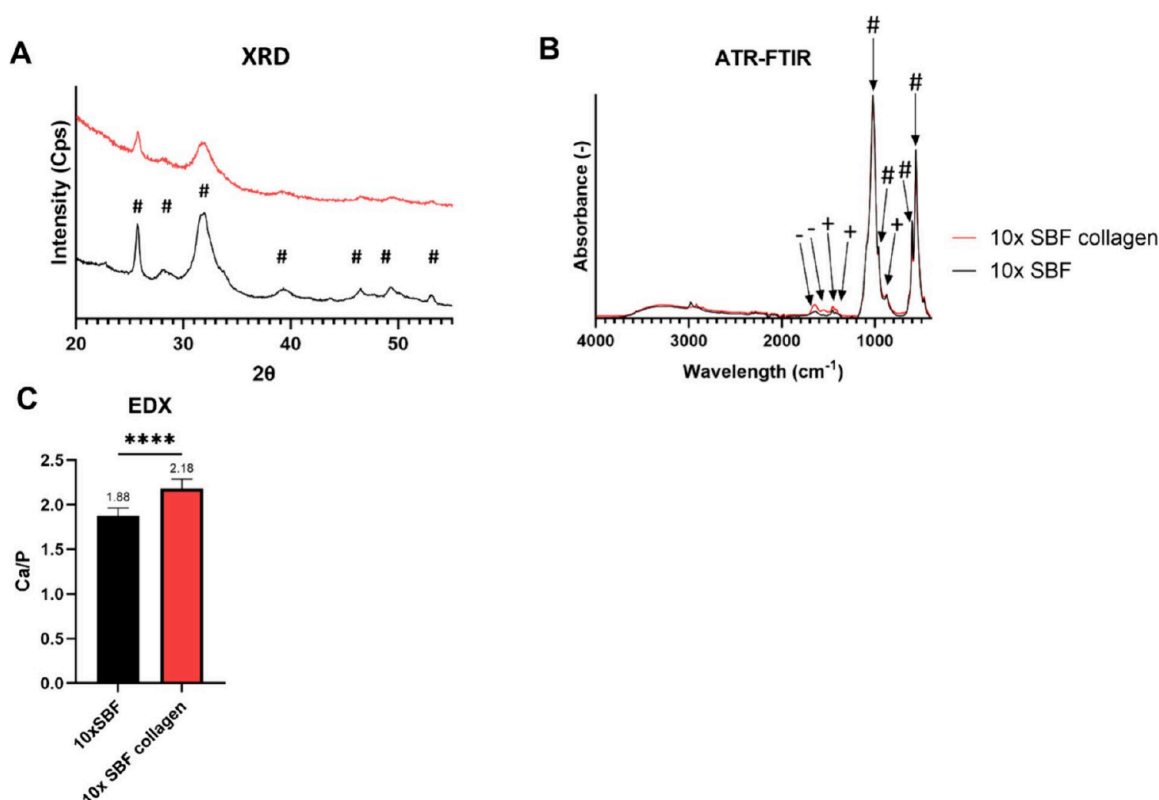 A
XRD
Intensity (Cps)
# # # # # # #
20 30 40 50
2θ
B
ATR-FTIR
Absorbance (-)
#
#
#
#
- - + + +
4000 3000 2000 1000
Wavelength (cm⁻¹)
10x SBF collagen
10x SBF
C
EDX
****
2.5
2.0
1.5
1.0
0.5
0.0
1.88
2.18
Ca/P
10xSBF
10x SBF collagen